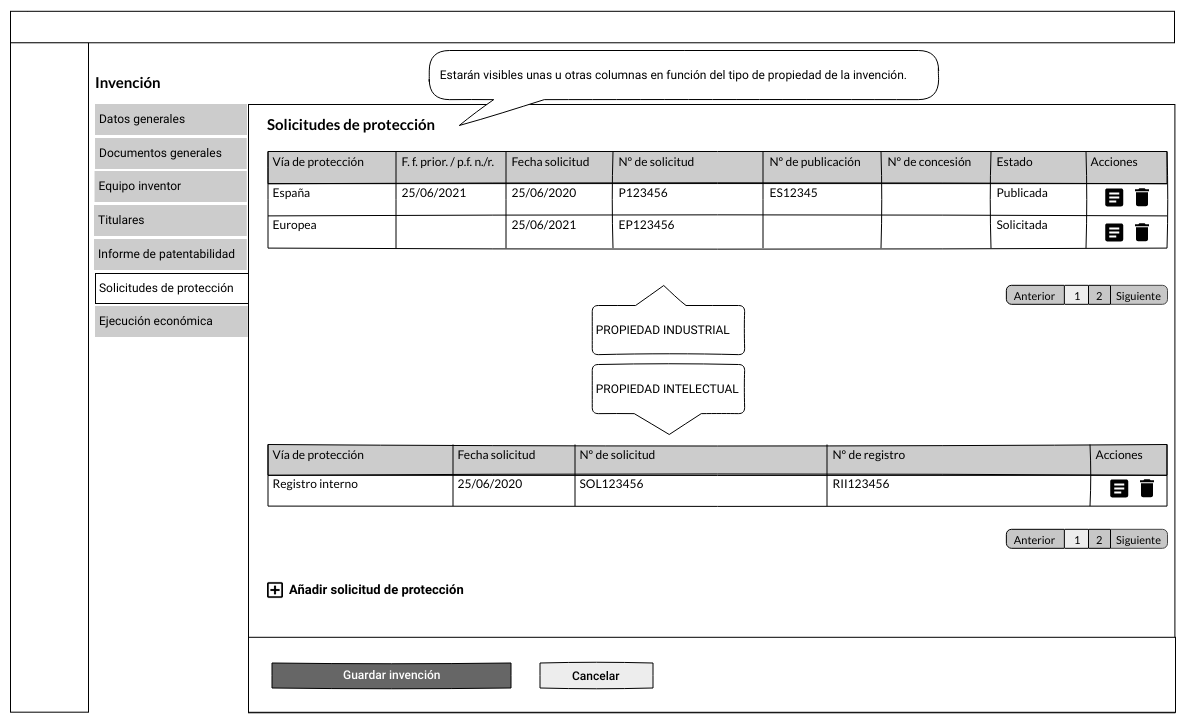 Estarán visibles unas u otras columnas en función del tipo de propiedad de la invención.
Invención
Datos generales
Documentos generales
Equipo inventor
Titulares
Informe de patentabilidad
Solicitudes de protección
Ejecución económica
Solicitudes de protección
Vía de protección F. f. prior. / p.f. n./r. Fecha solicitud Nº de solicitud Nº de publicación Nº de concesión Estado Acciones
España 25/06/2021 25/06/2020 P123456 ES12345 Publicada
Europea 25/06/2021 EP123456 Solicitada
Anterior 1 2 Siguiente
PROPIEDAD INDUSTRIAL
PROPIEDAD INTELECTUAL
Vía de protección Fecha solicitud Nº de solicitud Nº de registro Acciones
Registro interno 25/06/2020 SOL123456 RII123456
Anterior 1 2 Siguiente
Añadir solicitud de protección
Guardar invención Cancelar